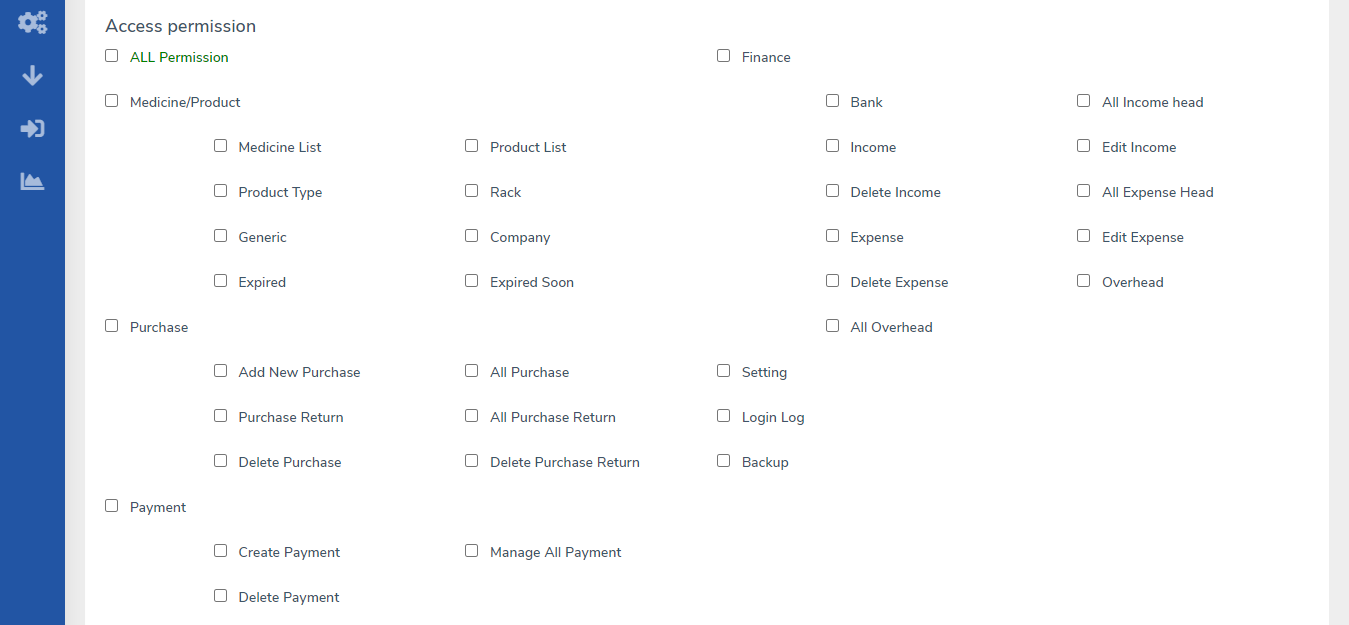 Access permission
ALL Permission
Finance
Medicine/Product
Bank
All Income head
Medicine List
Product List
Income
Edit Income
Product Type
Rack
Delete Income
All Expense Head
Generic
Company
Expense
Edit Expense
Expired
Expired Soon
Delete Expense
Overhead
Purchase
All Overhead
Add New Purchase
All Purchase
Setting
Purchase Return
All Purchase Return
Login Log
Delete Purchase
Delete Purchase Return
Backup
Payment
Create Payment
Manage All Payment
Delete Payment